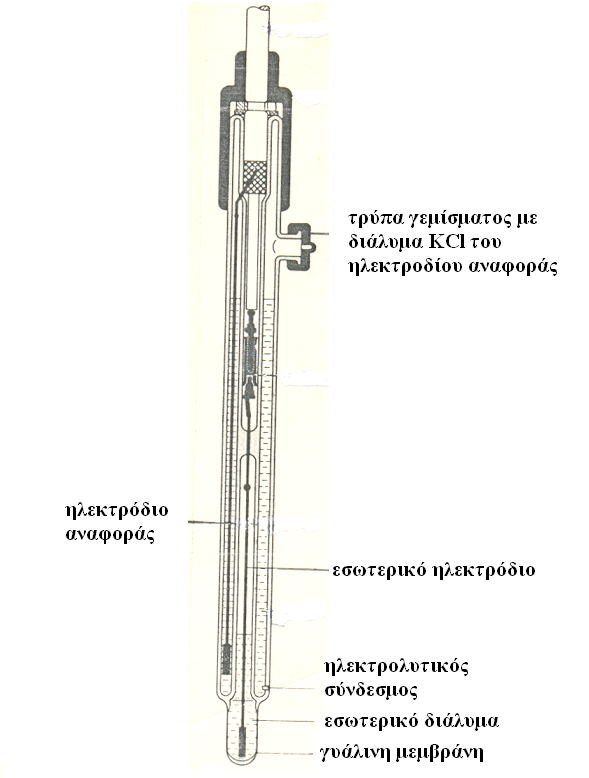 τρύπα γεμίσματος με
διάλυμα KCl του
ηλεκτροδίου αναφοράς
ηλεκτρόδιο
αναφοράς
εσωτερικό ηλεκτρόδιο
ηλεκτρολυτικός
σύνδεσμος
εσωτερικό διάλυμα
γυάλινη μεμβράνη